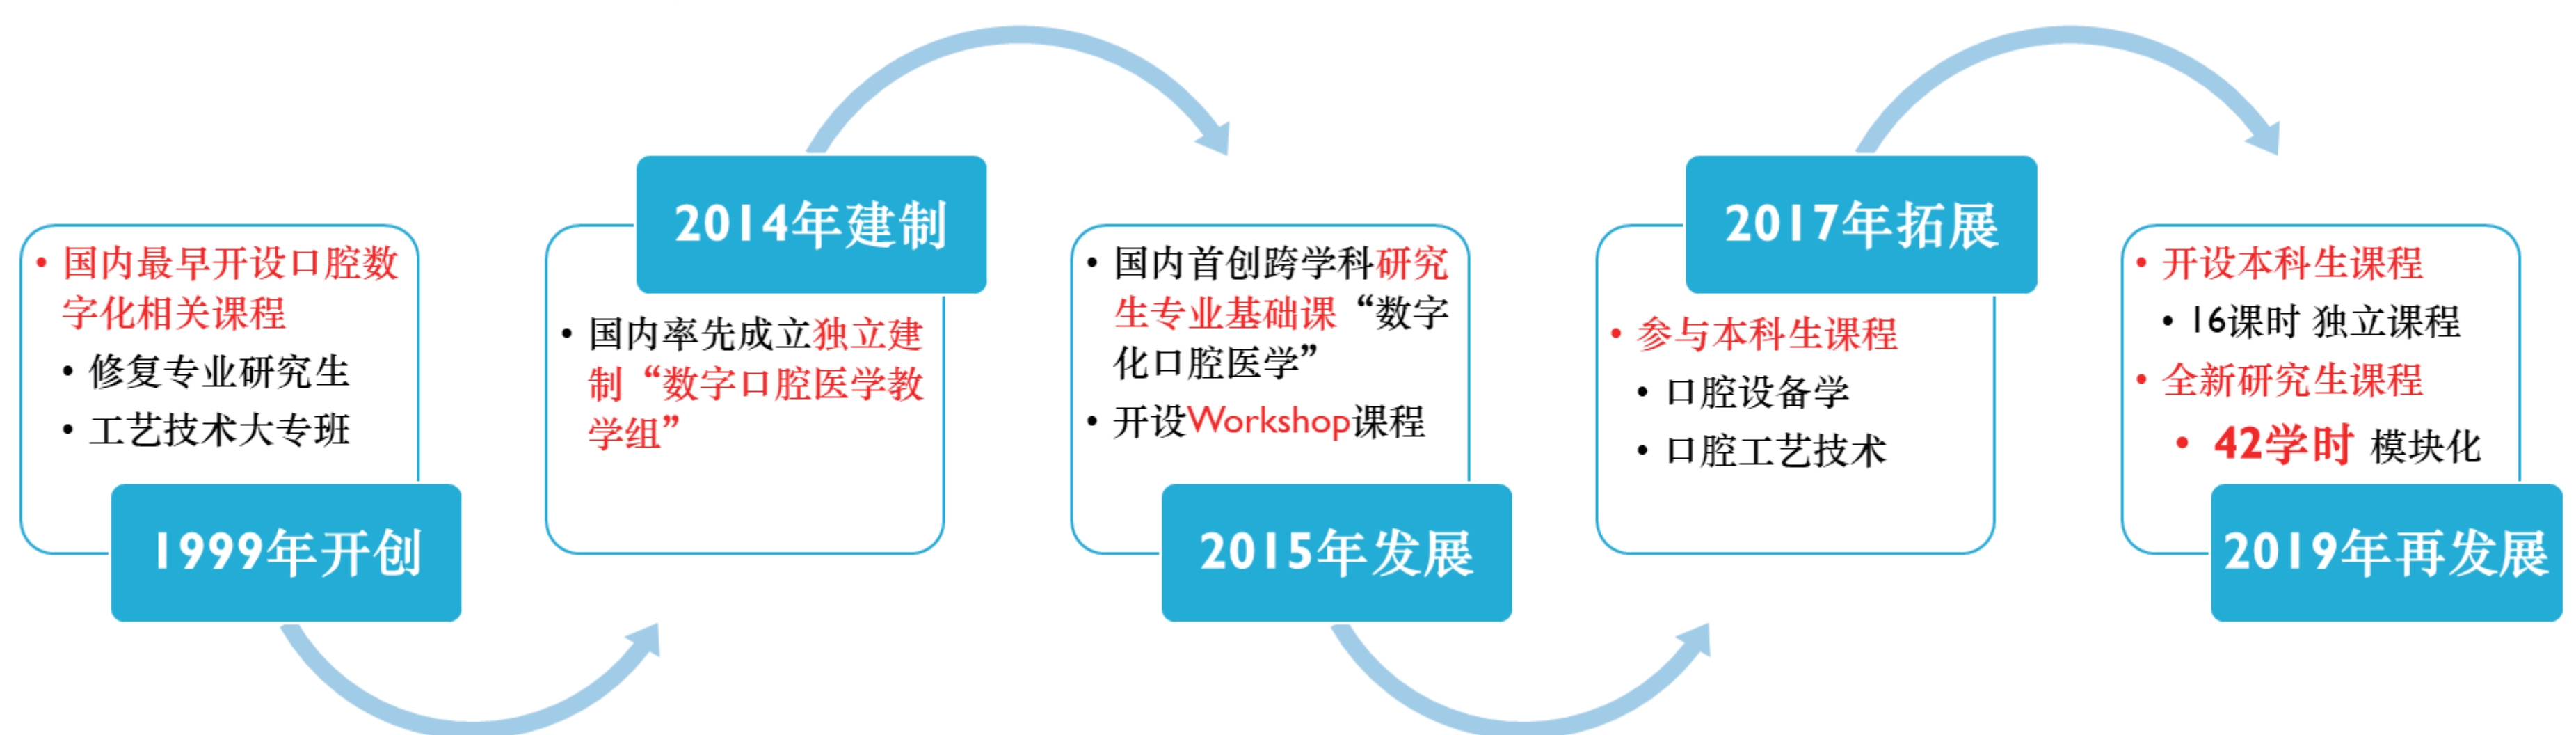 • 国内最早开设口腔数
字化相关课程
• 修复专业研究生
• 工艺技术大专班
1999年开创
2014年建制
• 国内率先成立独立建
制“数字口腔医学教
学组”
• 国内首创跨学科研究
生专业基础课“数字
化口腔医学”
• 开设Workshop课程
2015年发展
2017年拓展
• 参与本科生课程
• 口腔设备学
• 口腔工艺技术
• 开设本科生课程
• 16课时 独立课程
• 全新研究生课程
• 42学时 模块化
2019年再发展